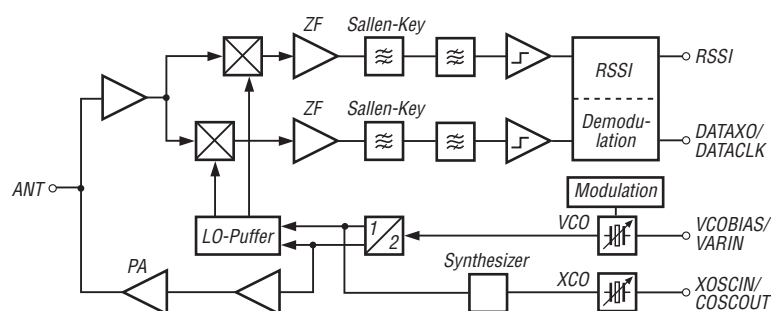 ZF
Sallen-Key
RSSI
RSSI
ZF
Sallen-Key
Demodu-
lation
DATAXO/
DATACLK
ANT
Modulation
LO-Puffer
1
2
VCO
VCOBIAS/
VARIN
PA
Synthesizer
XCO
XOSCIN/
COSCOUT